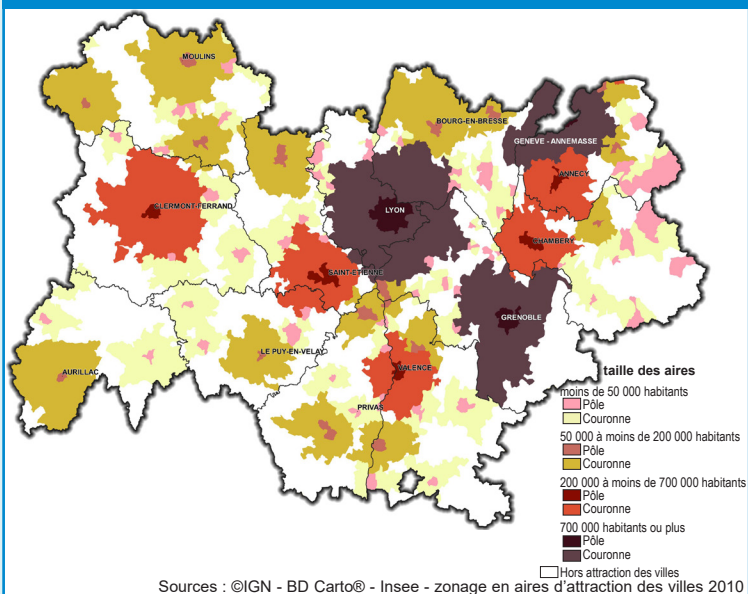 MOULINS
BOURG-EN-BRESSE
GENEVE - ANNEMASSE
ANNECY
CLERMONT-FERRAND
LYON
CHAMBERY
SAINT-ETIENNE
GRENOBLE
LE PUY-EN-VELAY
AURILLAC
VALENCE
PRIVAS
taille des aires
moins de 50 000 habitants
Pôle
Couronne
50 000 à moins de 200 000 habitants
Pôle
Couronne
200 000 à moins de 700 000 habitants
Pôle
Couronne
700 000 habitants ou plus
Pôle
Couronne
Hors attraction des villes
Sources : ©IGN - BD Carto® - Insee - zonage en aires d'attraction des villes 2010